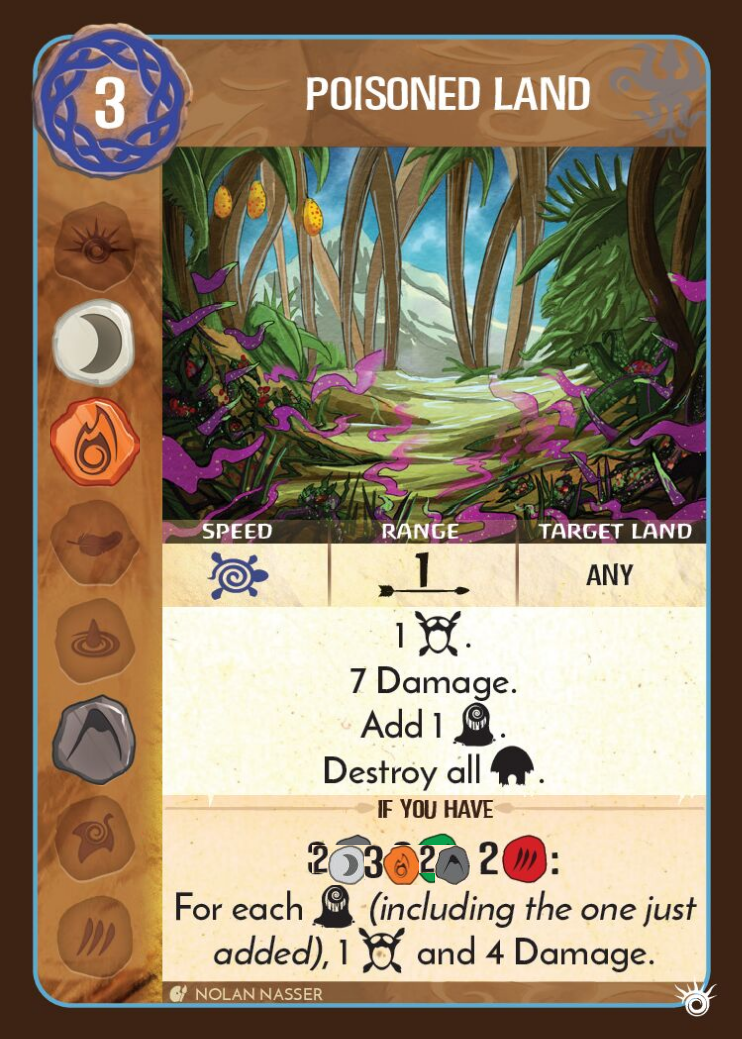 3
POISONED LAND
SPEED RANGE TARGET LAND
1 ANY
1 .
7 Damage.
Add 1 .
Destroy all .
IF YOU HAVE
2 3 2 2 :
For each (including the one just
added), 1 and 4 Damage.
NOLAN NASSER